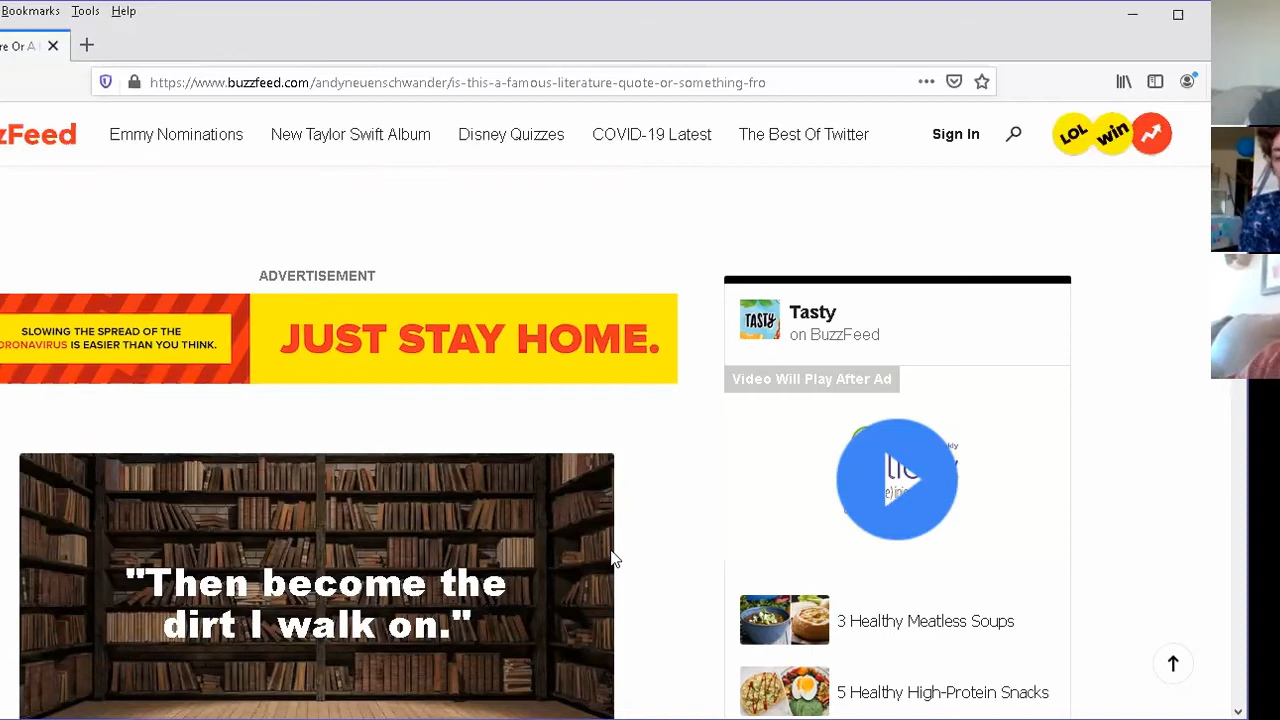 Bookmarks Tools Help
re Or A
https://www.buzzfeed.com/andyneuenschwander/is-this-a-famous-literature-quote-or-something-fro
zFeed Emmy Nominations New Taylor Swift Album Disney Quizzes COVID-19 Latest The Best Of Twitter Sign In LOL win
ADVERTISEMENT
SLOWING THE SPREAD OF THE
ORONAVIRUS IS EASIER THAN YOU THINK.
JUST STAY HOME.
TASTY
Tasty
on BuzzFeed
Video Will Play After Ad
"Then become the
dirt I walk on."
3 Healthy Meatless Soups
5 Healthy High-Protein Snacks